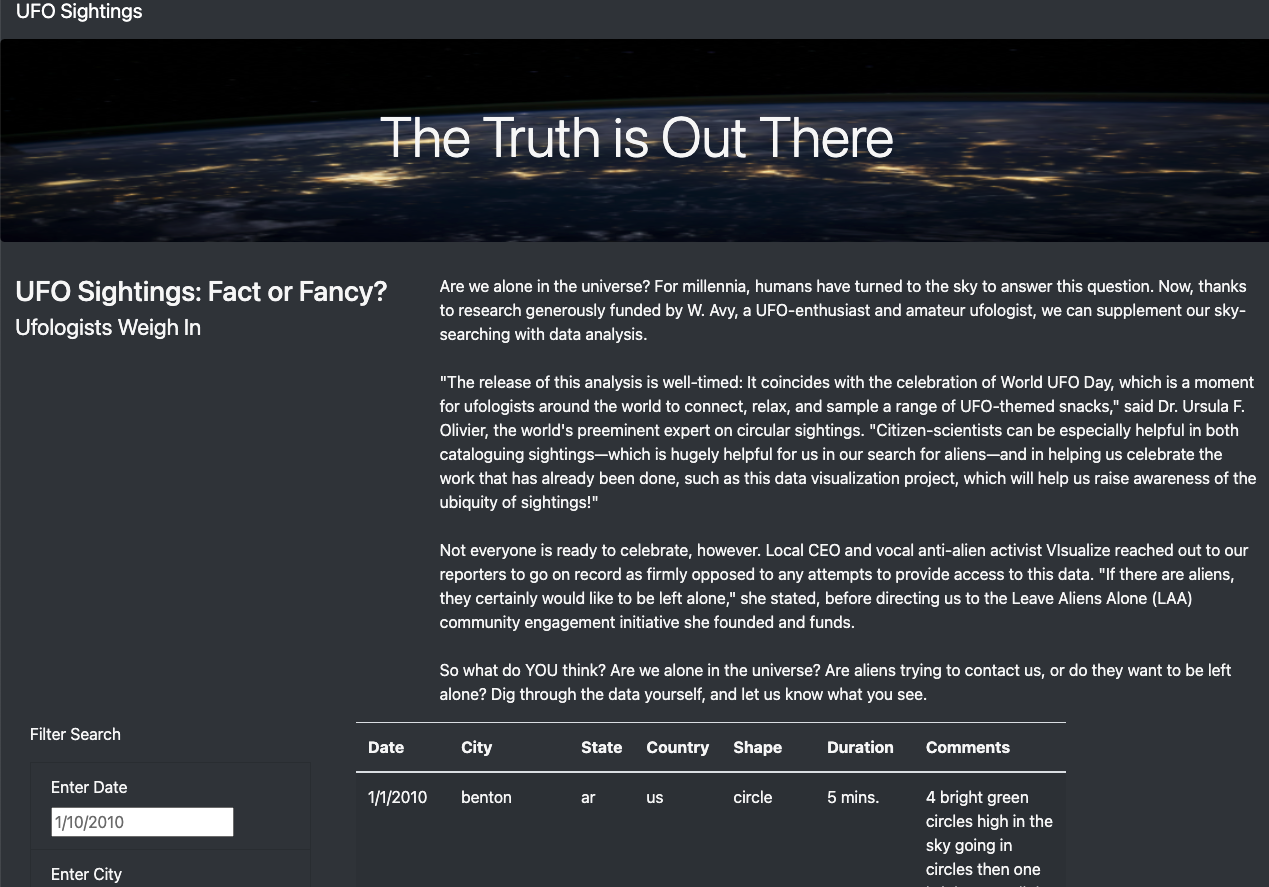 UFO Sightings
The Truth is Out There
UFO Sightings: Fact or Fancy?
Ufologists Weigh In
Are we alone in the universe? For millennia, humans have turned to the sky to answer this question. Now, thanks
to research generously funded by W. Avy, a UFO-enthusiast and amateur ufologist, we can supplement our sky-
searching with data analysis.
"The release of this analysis is well-timed: It coincides with the celebration of World UFO Day, which is a moment
for ufologists around the world to connect, relax, and sample a range of UFO-themed snacks," said Dr. Ursula F.
Olivier, the world's preeminent expert on circular sightings. "Citizen-scientists can be especially helpful in both
cataloguing sightings—which is hugely helpful for us in our search for aliens—and in helping us celebrate the
work that has already been done, such as this data visualization project, which will help us raise awareness of the
ubiquity of sightings!"
Not everyone is ready to celebrate, however. Local CEO and vocal anti-alien activist VIsualize reached out to our
reporters to go on record as firmly opposed to any attempts to provide access to this data. "If there are aliens,
they certainly would like to be left alone," she stated, before directing us to the Leave Aliens Alone (LAA)
community engagement initiative she founded and funds.
So what do YOU think? Are we alone in the universe? Are aliens trying to contact us, or do they want to be left
alone? Dig through the data yourself, and let us know what you see.
Filter Search
Enter Date
1/10/2010
Enter City
Date City State Country Shape Duration Comments
1/1/2010 benton ar us circle 5 mins. 4 bright green
circles high in the
sky going in
circles then one